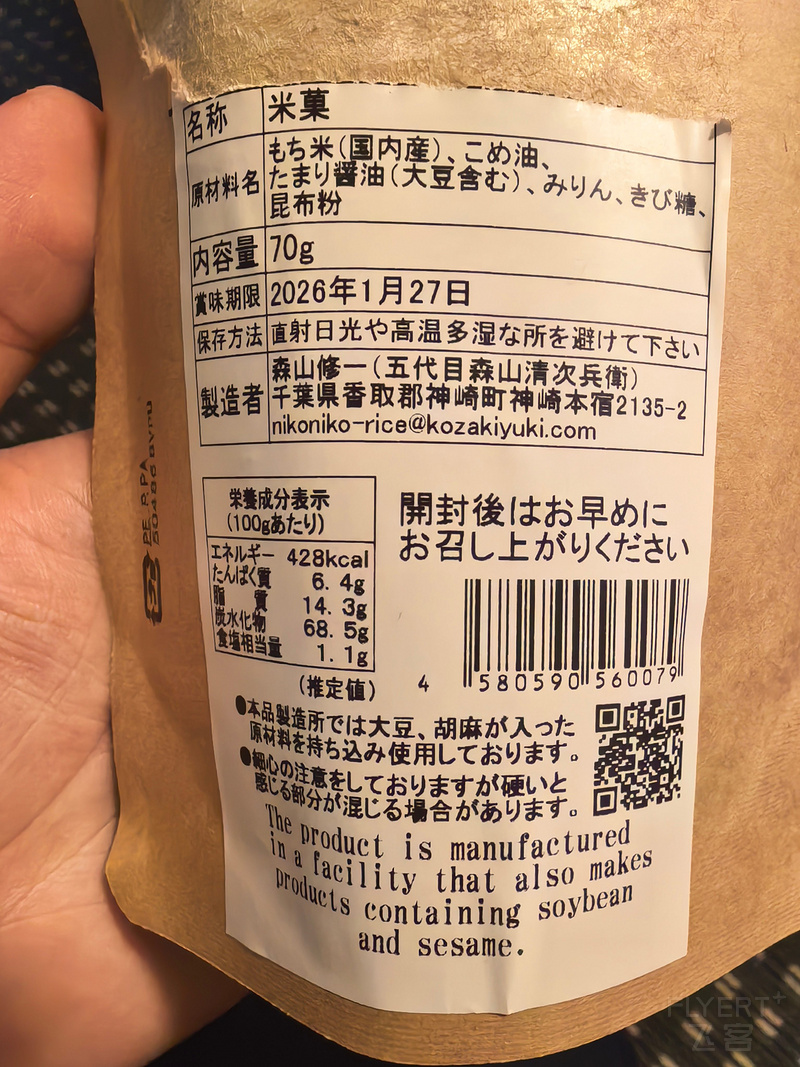 名称 米菓
原材料名 もち米(国内産)、こめ油、
たまり醤油(大豆含む)、みりん、きび糖、
昆布粉
内容量 70g
賞味期限 2026年1月27日
保存方法 直射日光や高温多湿な所を避けて下さい
製造者 森山修一(五代目森山清次兵衛)
千葉県香取郡神崎町神崎本宿2135-2
nikoniko-rice@kozakiyuki.com
栄養成分表示
(100gあたり)
エネルギー 428kcal
たんぱく質 6.4g
脂質 14.3g
炭水化物 68.5g
食塩相当量 1.1g
(推定値)
開封後はお早めに
お召し上がりください
4 580590 560079
●本品製造所では大豆、胡麻が入った
原材料を持ち込み使用しております。
●細心の注意をしておりますが硬いと
感じる部分が混じる場合があります。
The product is manufactured
in a facility that also makes
products containing soybean
and sesame.
FLYERT+
飞客